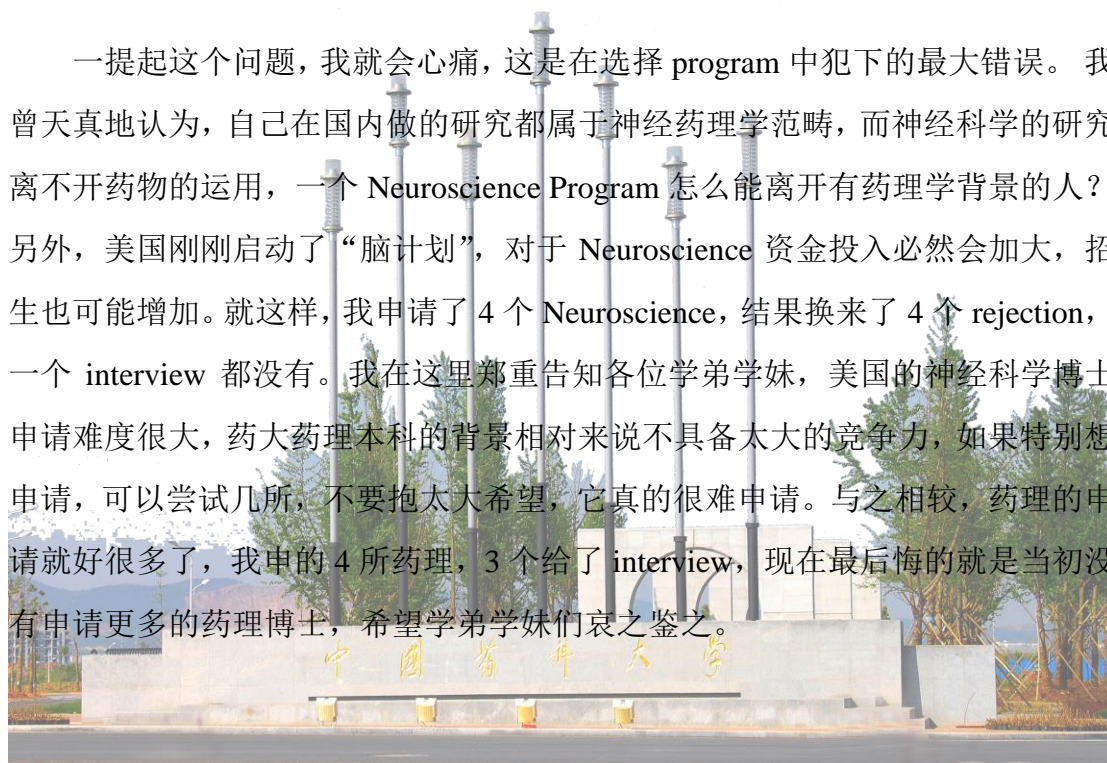 一提起这个问题，我就会心痛，这是在选择 program 中犯下的最大错误。 我
曾天真地认为，自己在国内做的研究都属于神经药理学范畴，而神经科学的研究
离不开药物的运用，一个 Neuroscience Program 怎么能离开有药理学背景的人？
另外，美国刚刚启动了“脑计划”，对于 Neuroscience 资金投入必然会加大，招
生也可能增加。就这样，我申请了 4 个 Neuroscience，结果换来了 4 个 rejection，
一个 interview 都没有。我在这里郑重告知各位学弟学妹，美国的神经科学博士
申请难度很大，药大药理本科的背景相对来说不具备太大的竞争力，如果特别想
申请，可以尝试几所，不要抱太大希望，它真的很难申请。与之相较，药理的申
请就好很多了，我申的 4 所药理，3 个给了 interview，现在最后悔的就是当初没
有申请更多的药理博士，希望学弟学妹们哀之鉴之。
中国药科大学